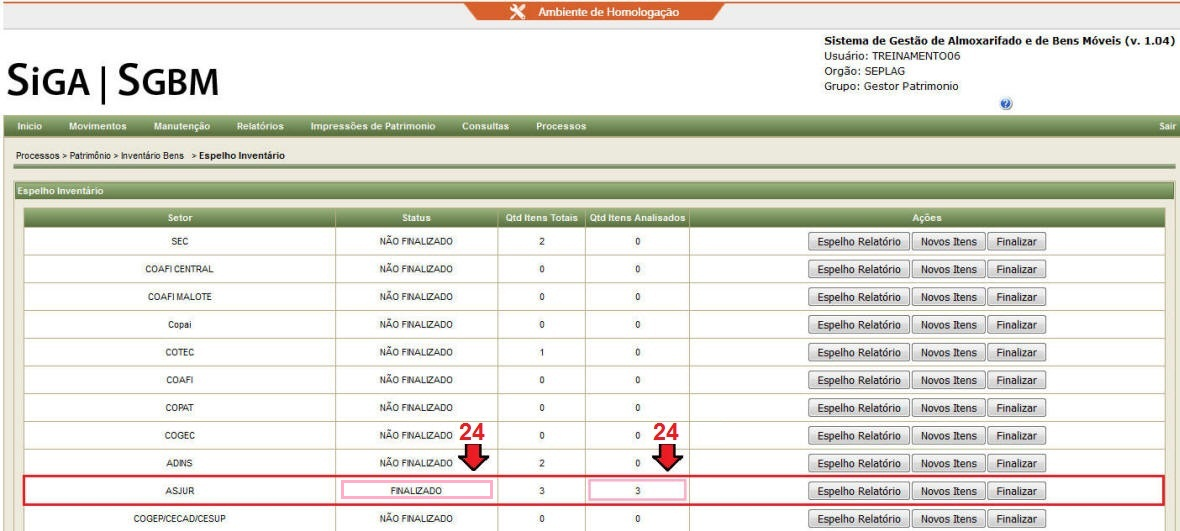 Ambiente de Homologação
Sistema de Gestão de Almoxarifado e de Bens Móveis (v. 1.04)
Usuário: TREINAMENTO06
Orgão: SEPLAG
Grupo: Gestor Patrimonio
SIGA | SGBM
?
Inicio Movimentos Manutenção Relatórios Impressões de Patrimonio Consultas Processos Sair
Processos > Patrimônio > Inventário Bens > Espelho Inventário
Espelho Inventário
Setor Status Qtd Itens Totais Qtd Itens Analisados Ações
SEC NÃO FINALIZADO 2 0 Espelho Relatório Novos Itens Finalizar
COAFI CENTRAL NÃO FINALIZADO 0 0 Espelho Relatório Novos Itens Finalizar
COAFI MALOTE NÃO FINALIZADO 0 0 Espelho Relatório Novos Itens Finalizar
Copai NÃO FINALIZADO 0 0 Espelho Relatório Novos Itens Finalizar
COTEC NÃO FINALIZADO 1 0 Espelho Relatório Novos Itens Finalizar
COAFI NÃO FINALIZADO 0 0 Espelho Relatório Novos Itens Finalizar
COPAT NÃO FINALIZADO 0 0 Espelho Relatório Novos Itens Finalizar
COGEC NÃO FINALIZADO 24 0 0 24 Espelho Relatório Novos Itens Finalizar
ADINS NÃO FINALIZADO 2 0 Espelho Relatório Novos Itens Finalizar
ASJUR FINALIZADO 3 3 Espelho Relatório Novos Itens Finalizar
COGEP/CECAD/CESUP NÃO FINALIZADO 0 0 Espelho Relatório Novos Itens Finalizar